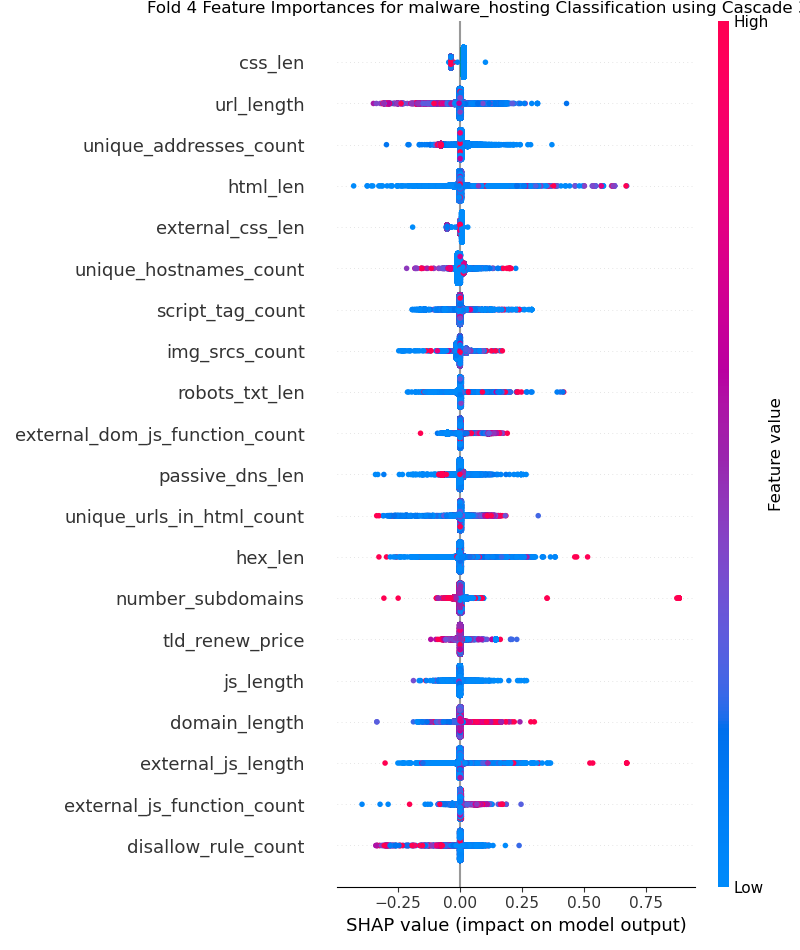 Fold 4 Feature Importances for malware_hosting Classification using Cascade
High
css_len
url_length
unique_addresses_count
html_len
external_css_len
unique_hostnames_count
script_tag_count
img_srcs_count
robots_txt_len
external_dom_js_function_count
passive_dns_len
unique_urls_in_html_count
hex_len
number_subdomains
tld_renew_price
js_length
domain_length
external_js_length
external_js_function_count
disallow_rule_count
Feature value
Low
−0.25 0.00 0.25 0.50 0.75
SHAP value (impact on model output)